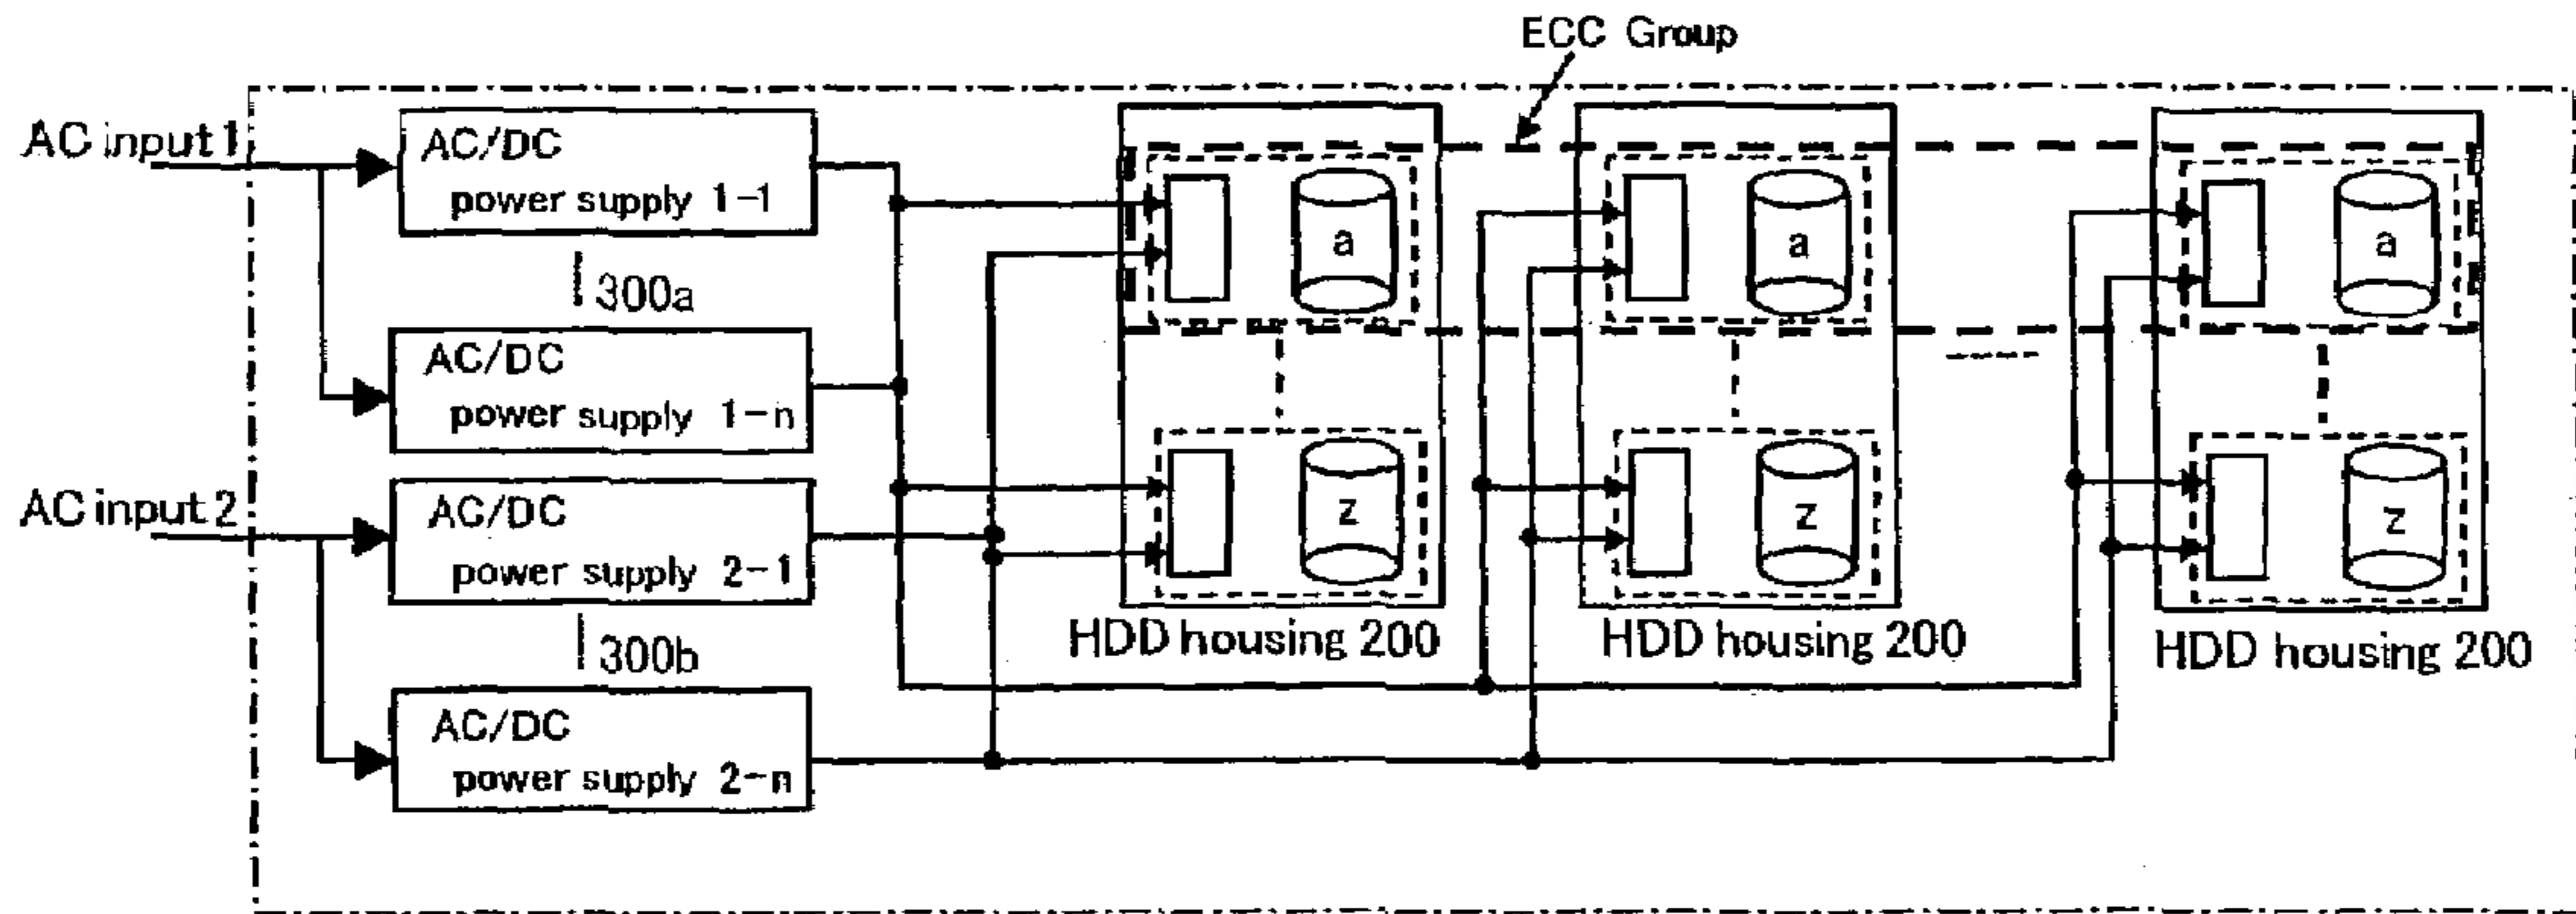 ECC Group
AC input 1
AC/DC
power supply 1-1
300a
AC/DC
power supply 1-n
AC input 2
AC/DC
power supply 2-1
300b
AC/DC
power supply 2-n
a
z
HDD housing 200
a
z
HDD housing 200
a
z
HDD housing 200